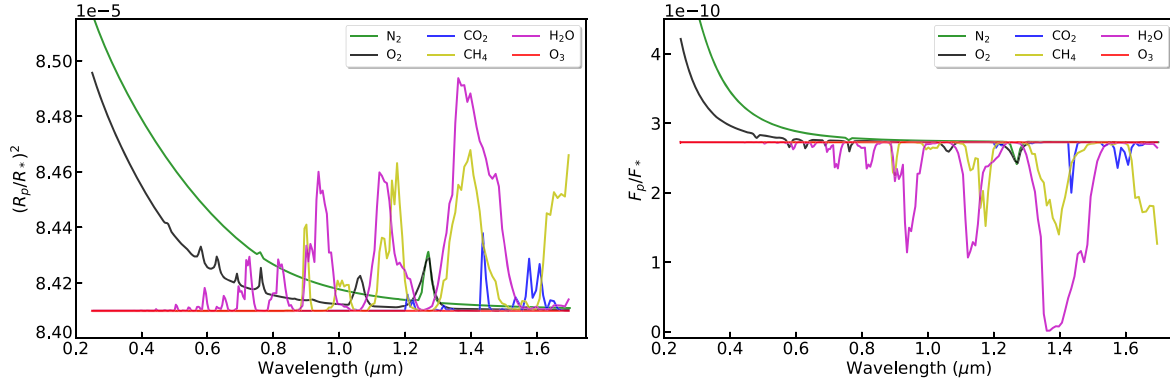 1e−5
N₂
CO₂
H₂O
O₂
CH₄
O₃
8.50
8.48
8.46
8.44
8.42
8.40
(Rₚ/R*)²
0.2 0.4 0.6 0.8 1.0 1.2 1.4 1.6
Wavelength (μm)
1e−10
N₂
CO₂
H₂O
O₂
CH₄
O₃
4
3
2
1
0
Fₚ/F*
0.2 0.4 0.6 0.8 1.0 1.2 1.4 1.6
Wavelength (μm)